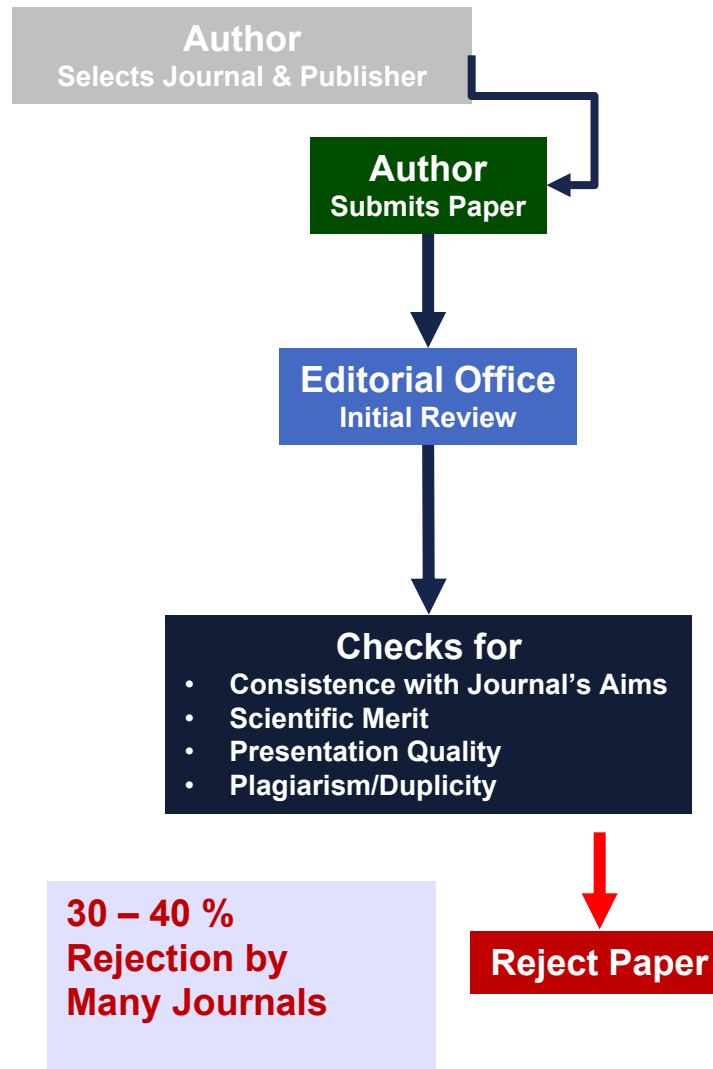 Author
Selects Journal & Publisher
Author
Submits Paper
Editorial Office
Initial Review
Checks for
• Consistence with Journal’s Aims
• Scientific Merit
• Presentation Quality
• Plagiarism/Duplicity
30 – 40 %
Rejection by
Many Journals
Reject Paper